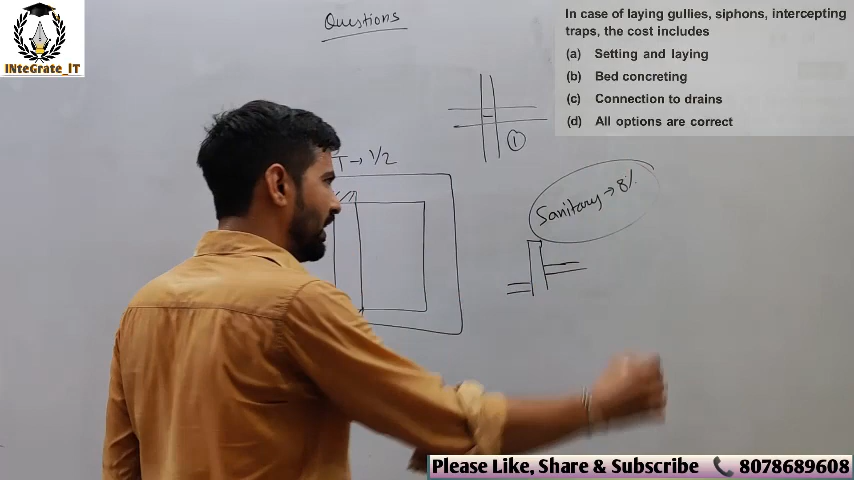 INteGrate_IT
Questions
In case of laying gullies, siphons, intercepting
traps, the cost includes
(a) Setting and laying
(b) Bed concreting
(c) Connection to drains
(d) All options are correct
1
T → 1/2
Sanitary → 8%
Please Like, Share & Subscribe 8078689608